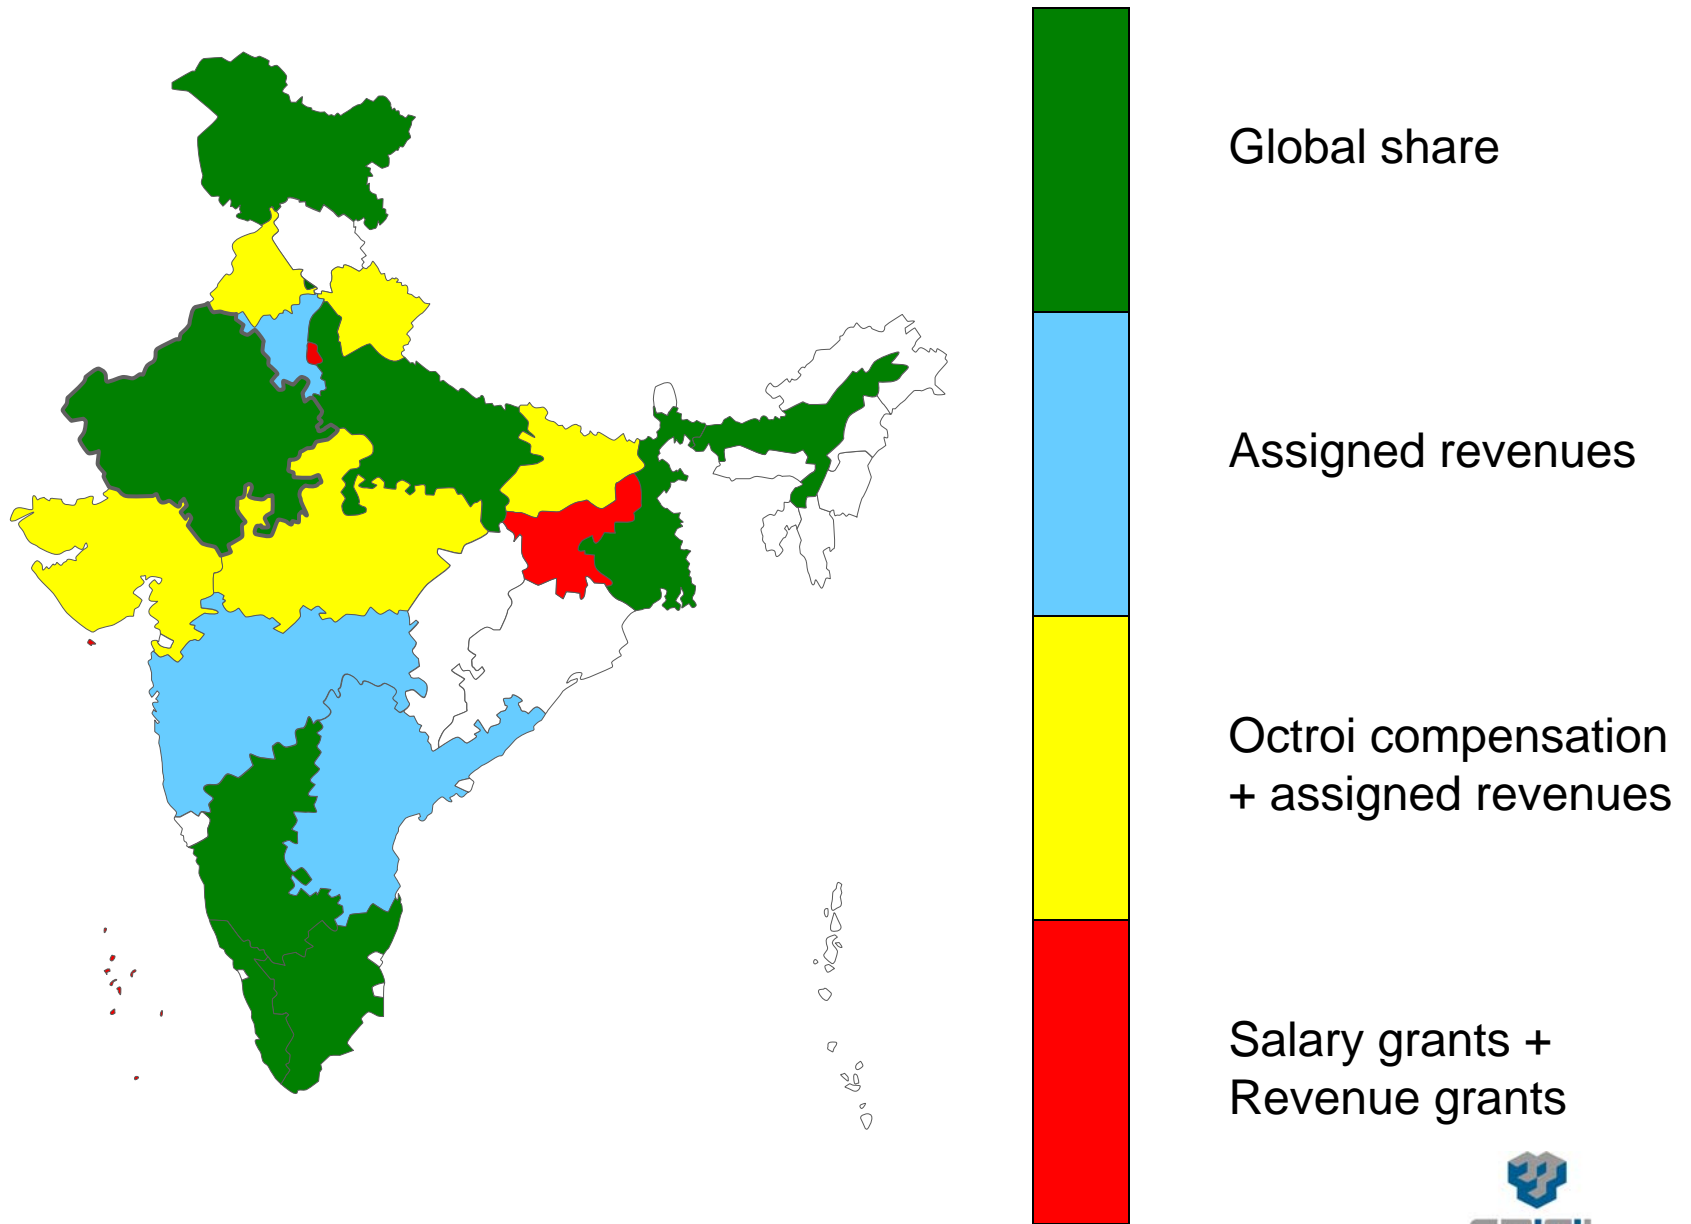 Global share
Assigned revenues
Octroi compensation
+ assigned revenues
Salary grants +
Revenue grants